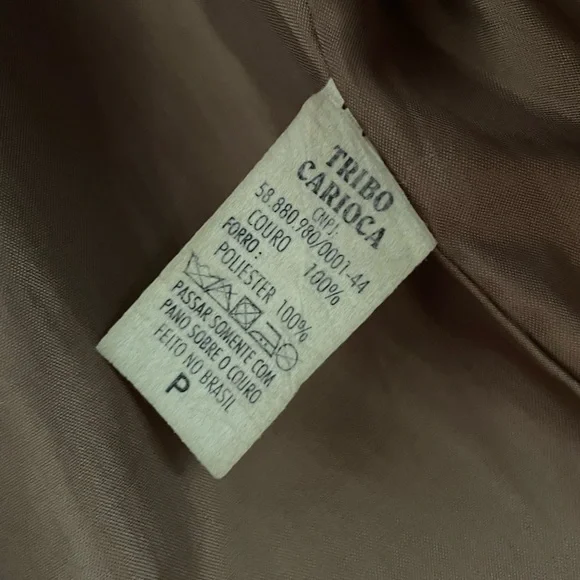 TRIBO
CARIOCA
CNPJ:
58.880.980/0001-44
COURO 100%
FORRO:
POLIESTER 100%
PASSAR SOMENTE COM
PANO SOBRE O COURO
FEITO NO BRASIL
P